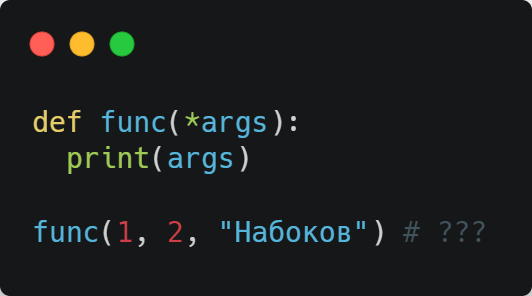 def func(*args):
  print(args)
func(1, 2, "Набоков") # ???